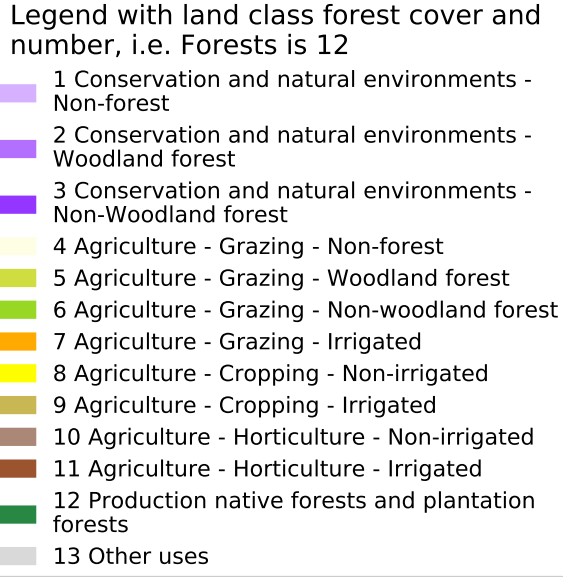 Legend with land class forest cover and
number, i.e. Forests is 12
1 Conservation and natural environments -
Non-forest
2 Conservation and natural environments -
Woodland forest
3 Conservation and natural environments -
Non-Woodland forest
4 Agriculture - Grazing - Non-forest
5 Agriculture - Grazing - Woodland forest
6 Agriculture - Grazing - Non-woodland forest
7 Agriculture - Grazing - Irrigated
8 Agriculture - Cropping - Non-irrigated
9 Agriculture - Cropping - Irrigated
10 Agriculture - Horticulture - Non-irrigated
11 Agriculture - Horticulture - Irrigated
12 Production native forests and plantation
forests
13 Other uses